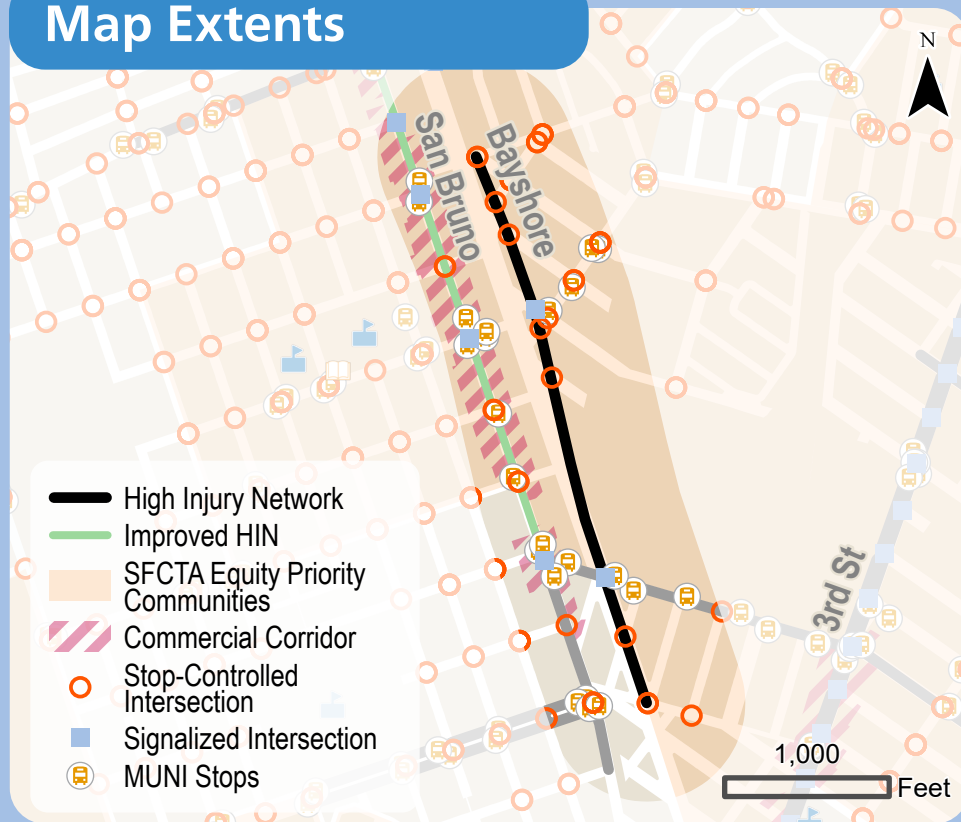 Map Extents
N
San Bruno
Bayshore
3rd St
High Injury Network
Improved HIN
SFCTA Equity Priority
Communities
Commercial Corridor
Stop-Controlled
Intersection
Signalized Intersection
MUNI Stops
1,000
Feet